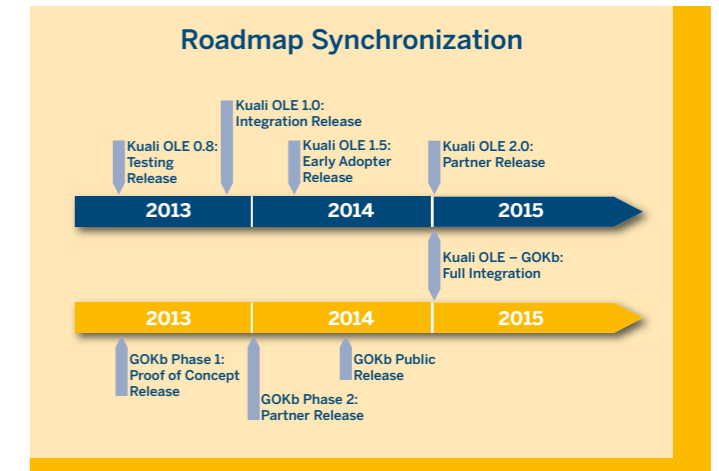 Roadmap Synchronization
Kuali OLE 1.0:
Integration Release
Kuali OLE 0.8:
Testing
Release
Kuali OLE 1.5:
Early Adopter
Release
Kuali OLE 2.0:
Partner Release
2013
2014
2015
Kuali OLE – GOKb:
Full Integration
2013
2014
2015
GOKb Phase 1:
Proof of Concept
Release
GOKb Phase 2:
Partner Release
GOKb Public
Release